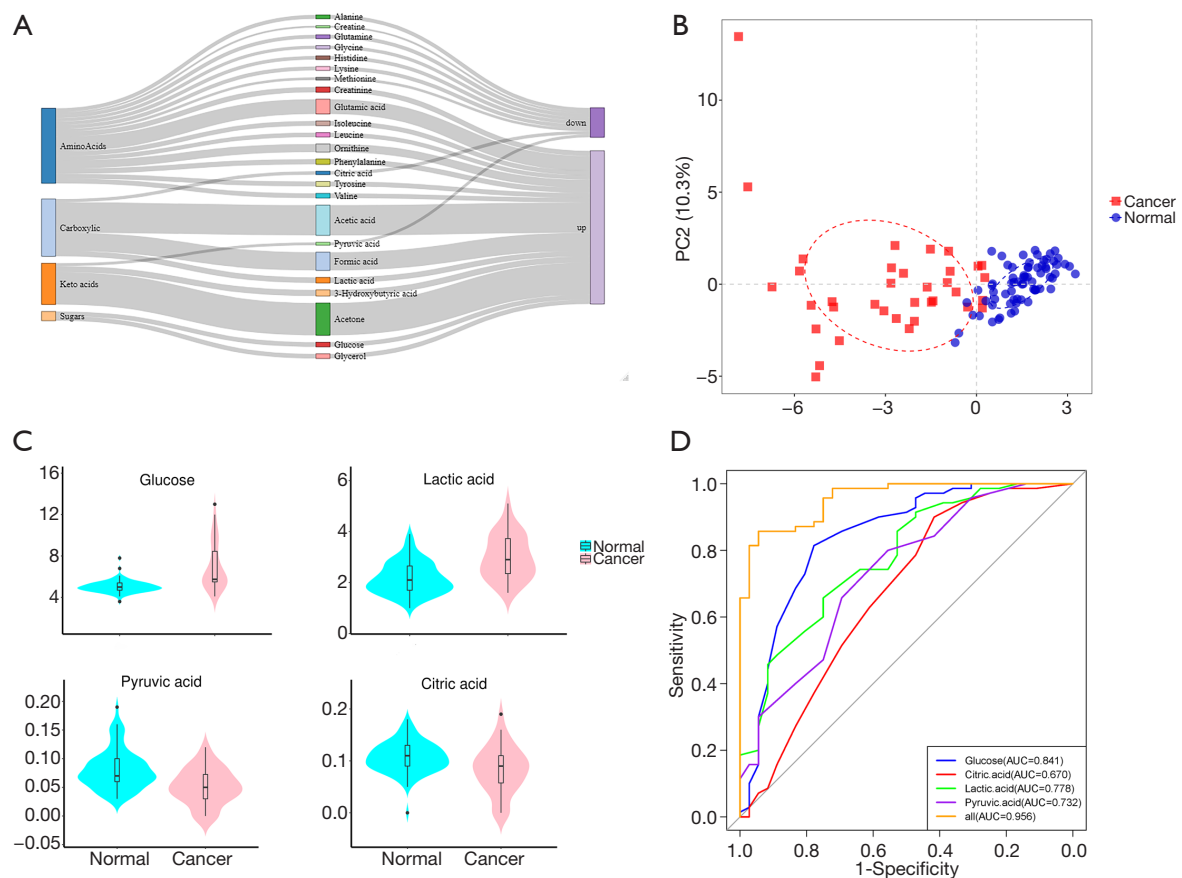 A
Alanine
Creatine
Glutamine
Glycine
Histidine
Lysine
Methionine
Creatinine
Glutamic acid
Isoleucine
Leucine
Ornithine
Phenylalanine
Citric acid
Tyrosine
Valine
Acetic acid
Pyruvic acid
Formic acid
Lactic acid
3-Hydroxybutyric acid
Acetone
Glucose
Glycerol
AminoAcids
Carboxylic
Keto acids
Sugars
down
up
B
PC2 (10.3%)
10
5
0
−5
−6 −3 0 3
Cancer
Normal
C
Glucose
16
12
8
4
Lactic acid
6
4
2
0
Normal
Cancer
Pyruvic acid
0.20
0.15
0.10
0.05
0.00
−0.05
Normal Cancer
Citric acid
0.2
0.1
0.0
Normal Cancer
D
Sensitivity
1.0
0.8
0.6
0.4
0.2
0.0
1.0 0.8 0.6 0.4 0.2 0.0
1-Specificity
Glucose(AUC=0.841)
Citric.acid(AUC=0.670)
Lactic.acid(AUC=0.778)
Pyruvic.acid(AUC=0.732)
all(AUC=0.956)